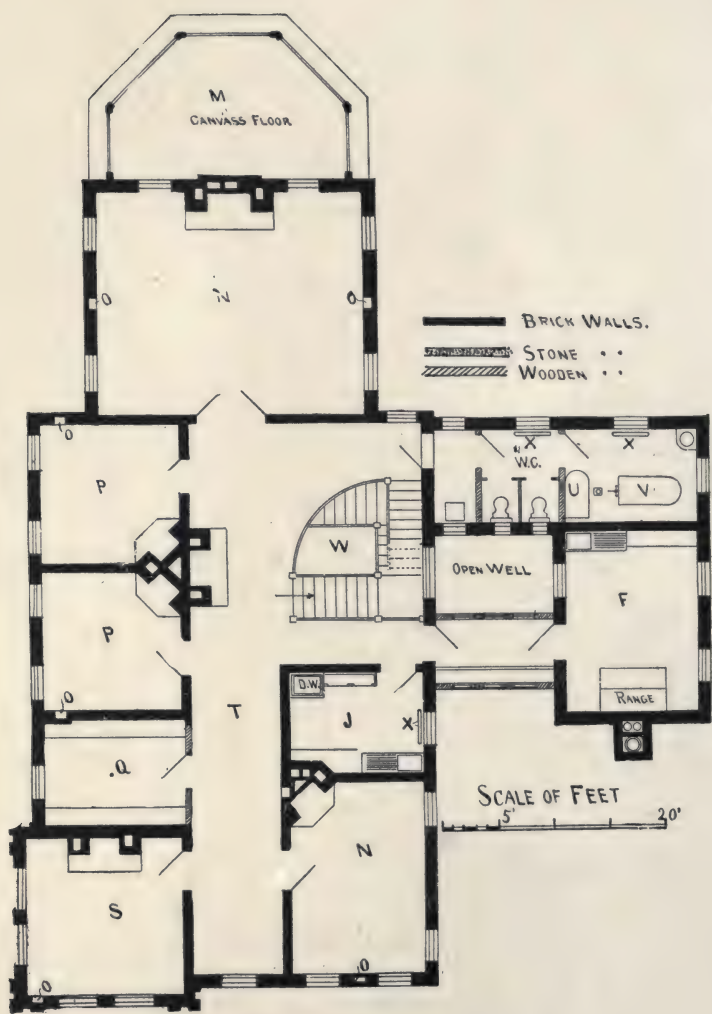 M
CANVASS FLOOR
N
O
O
BRICK WALLS.
STONE " "
WOODEN " "
O
P
X
X
W.C.
U
V
W
OPEN WELL
F
P
RANGE
O
T
D.W.
J
X
Q
SCALE OF FEET
5' 20'
N
S
O
O